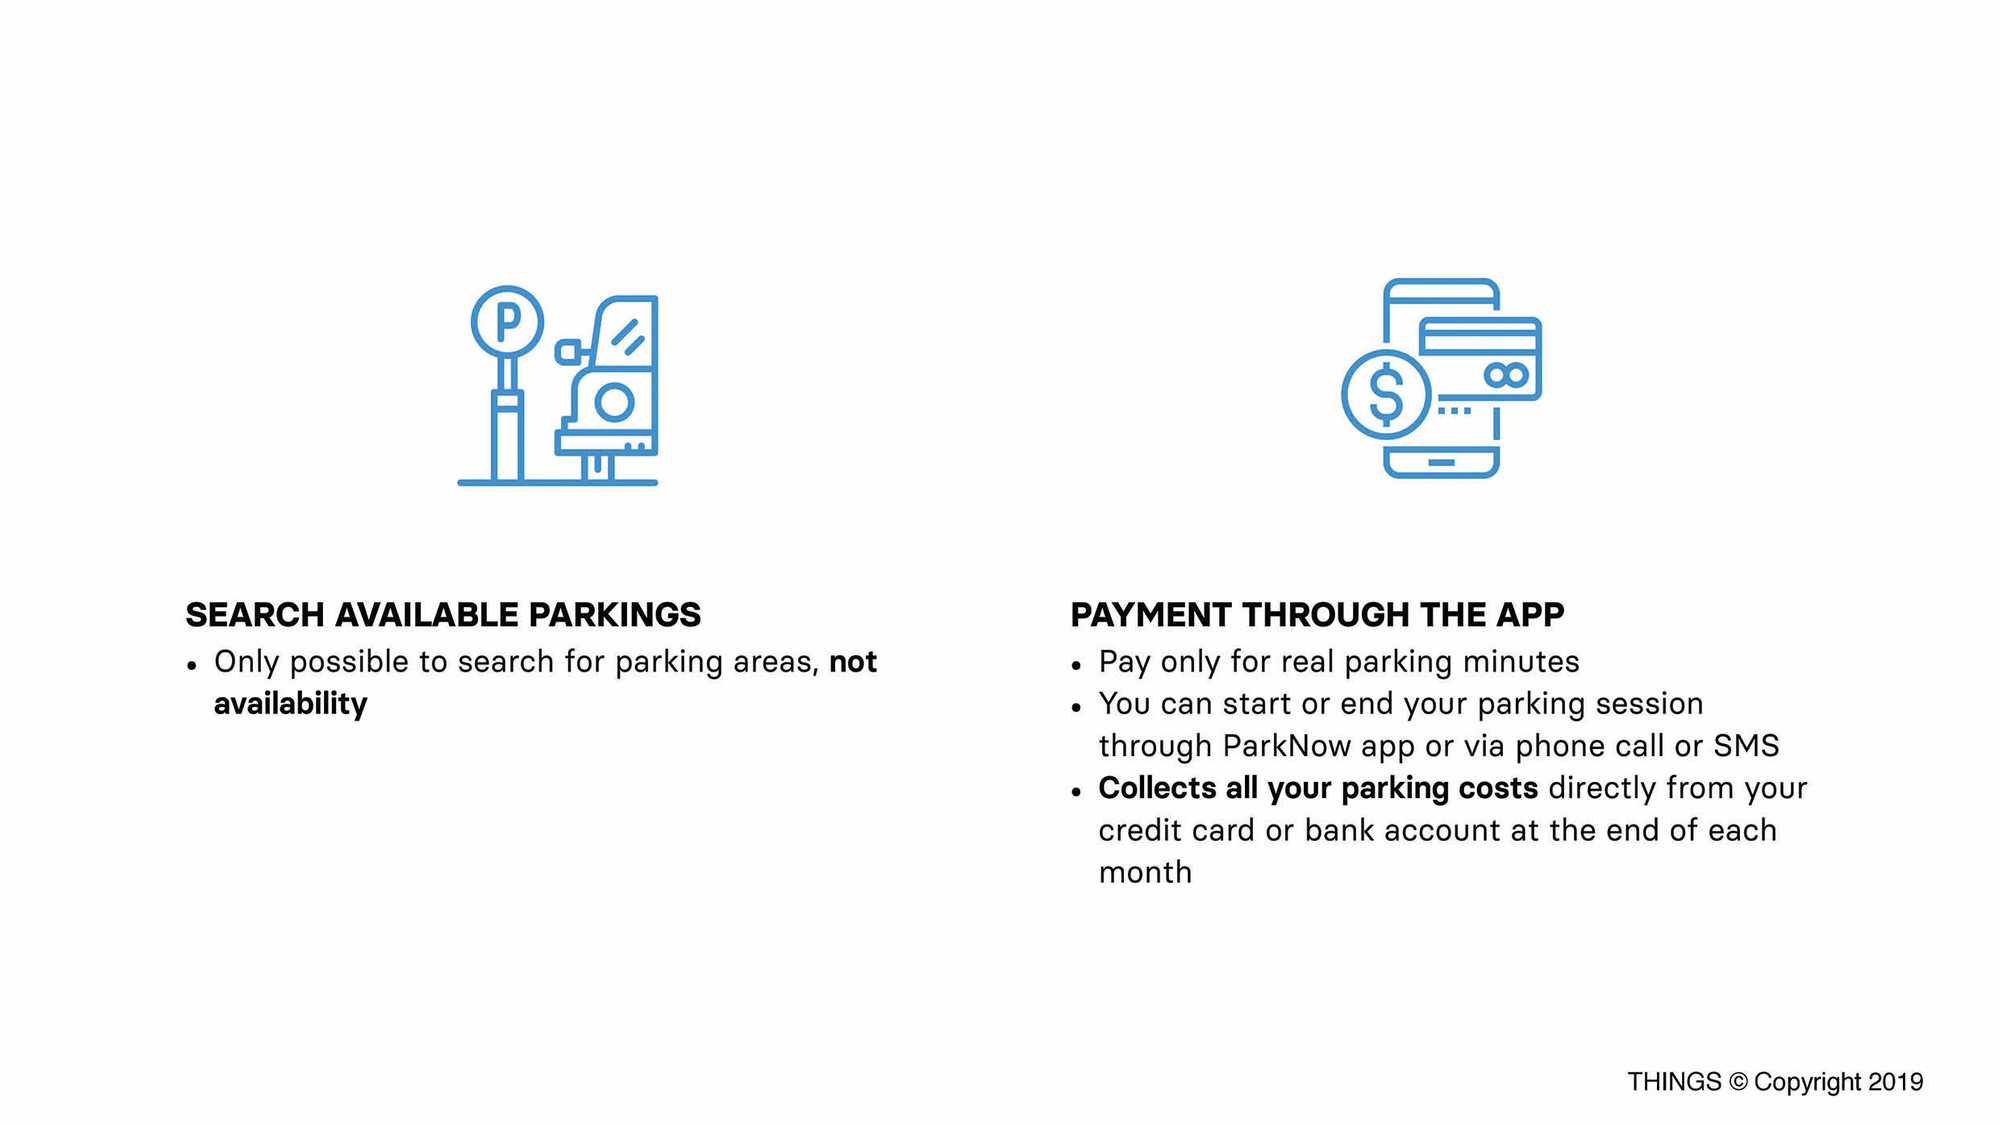 P
$
SEARCH AVAILABLE PARKINGS
• Only possible to search for parking areas, not
availability
PAYMENT THROUGH THE APP
• Pay only for real parking minutes
• You can start or end your parking session
through ParkNow app or via phone call or SMS
• Collects all your parking costs directly from your
credit card or bank account at the end of each
month
THINGS © Copyright 2019